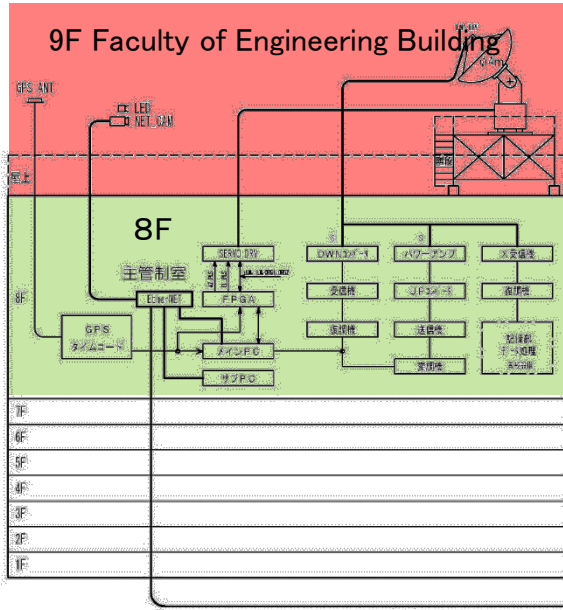 9F Faculty of Engineering Building
GPS ANT
LED
NET CAM
屋上
8F
主管制室
8F
SERVO DRV
DWNコンバータ
パワーアンプ
X受信機
EtherNET
FPGA
受信機
UPコンバータ
復調機
GPS
タイムコード
メインPC
復調機
送信機
サブPC
変調機
7F
6F
5F
4F
3F
2F
1F